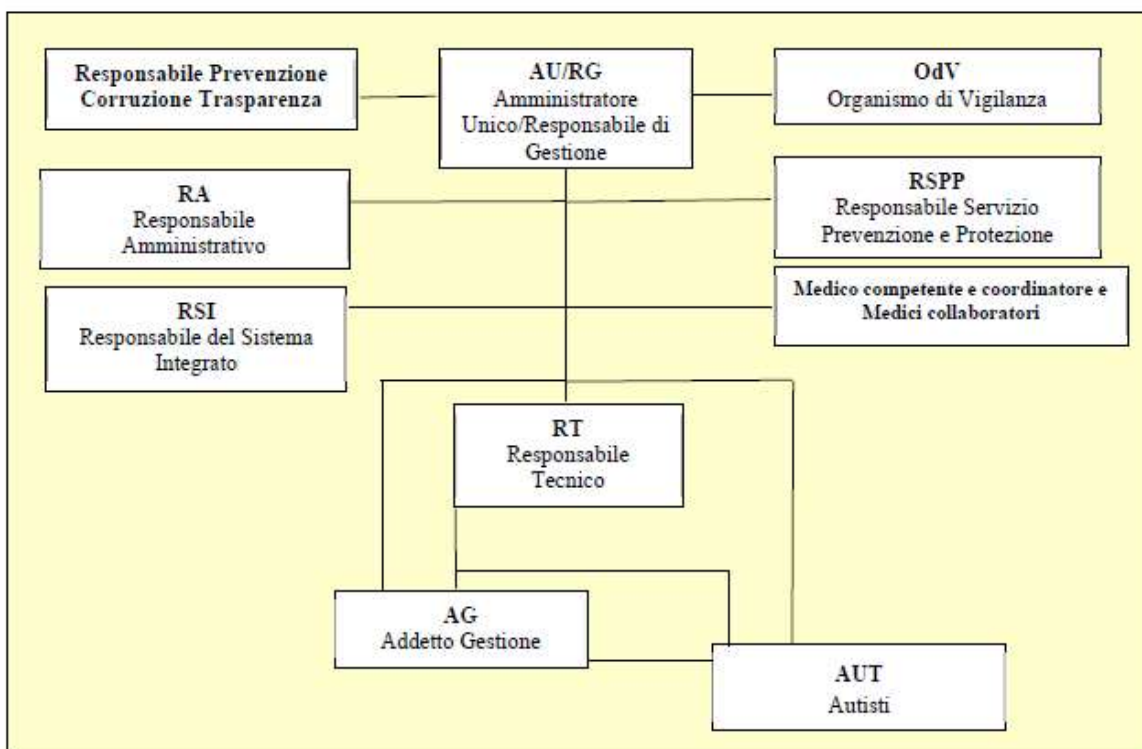 Responsabile Prevenzione
Corruzione Trasparenza
AU/RG
Amministratore
Unico/Responsabile di
Gestione
OdV
Organismo di Vigilanza
RA
Responsabile
Amministrativo
RSPP
Responsabile Servizio
Prevenzione e Protezione
RSI
Responsabile del Sistema
Integrato
Medico competente e coordinatore e
Medici collaboratori
RT
Responsabile
Tecnico
AG
Addetto Gestione
AUT
Autisti